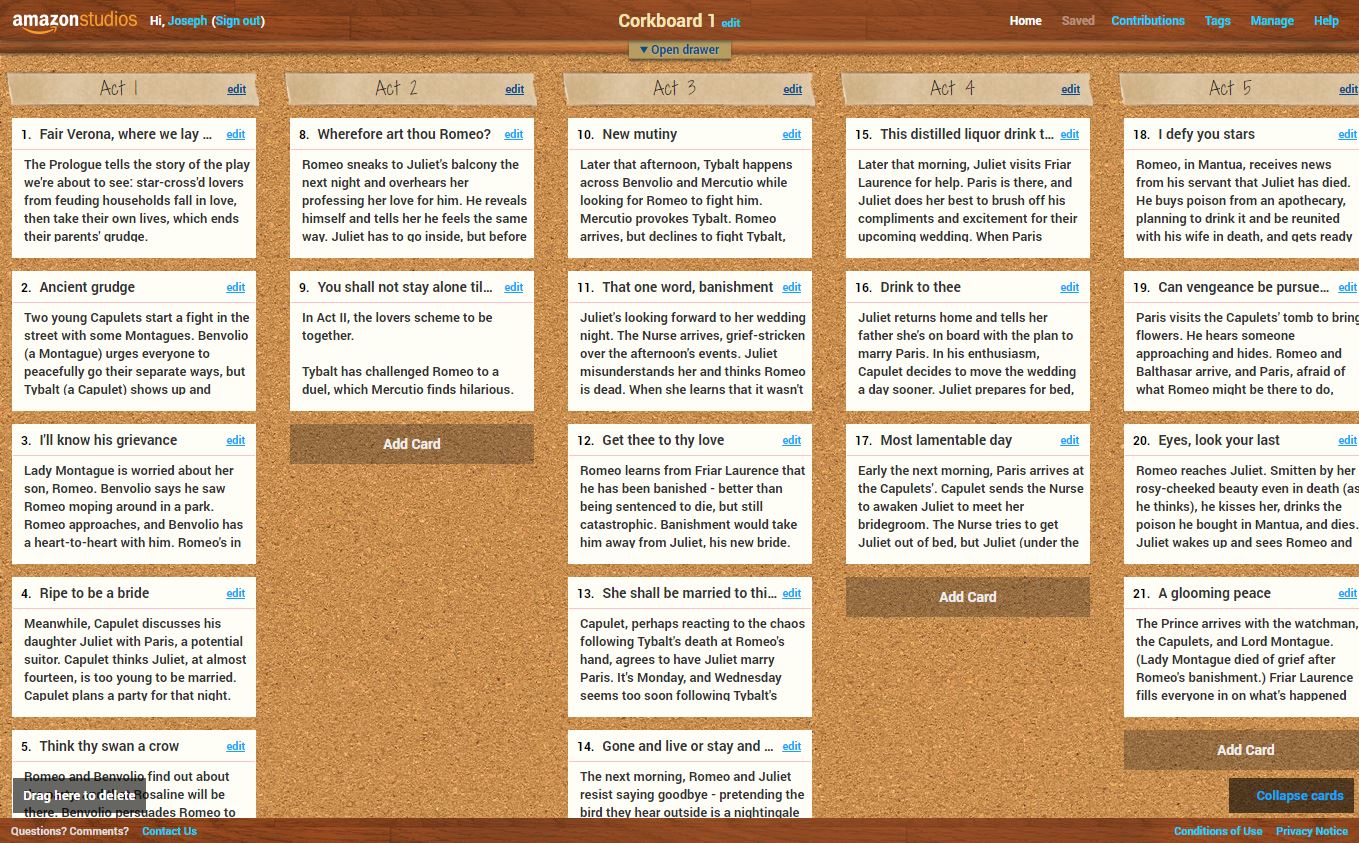 amazonstudios Hi, Joseph (Sign out)
Corkboard 1 edit
Home Saved Contributions Tags Manage Help
▼ Open drawer
Act 1 edit
1. Fair Verona, where we lay ... edit
The Prologue tells the story of the play
we're about to see: star-cross'd lovers
from feuding households fall in love,
then take their own lives, which ends
their parents' grudge.
2. Ancient grudge edit
Two young Capulets start a fight in the
street with some Montagues. Benvolio
(a Montague) urges everyone to
peacefully go their separate ways, but
Tybalt (a Capulet) shows up and
3. I'll know his grievance edit
Lady Montague is worried about her
son, Romeo. Benvolio says he saw
Romeo moping around in a park.
Romeo approaches, and Benvolio has
a heart-to-heart with him. Romeo's in
4. Ripe to be a bride edit
Meanwhile, Capulet discusses his
daughter Juliet with Paris, a potential
suitor. Capulet thinks Juliet, at almost
fourteen, is too young to be married.
Capulet plans a party for that night.
5. Think thy swan a crow edit
Romeo and Benvolio find out about
Rosaline will be
there. Benvolio persuades Romeo to
Drag here to delete
Act 2 edit
8. Wherefore art thou Romeo? edit
Romeo sneaks to Juliet's balcony the
next night and overhears her
professing her love for him. He reveals
himself and tells her he feels the same
way. Juliet has to go inside, but before
9. You shall not stay alone til... edit
In Act II, the lovers scheme to be
together.
Tybalt has challenged Romeo to a
duel, which Mercutio finds hilarious.
Add Card
Act 3 edit
10. New mutiny edit
Later that afternoon, Tybalt happens
across Benvolio and Mercutio while
looking for Romeo to fight him.
Mercutio provokes Tybalt. Romeo
arrives, but declines to fight Tybalt,
11. That one word, banishment edit
Juliet's looking forward to her wedding
night. The Nurse arrives, grief-stricken
over the afternoon's events. Juliet
misunderstands her and thinks Romeo
is dead. When she learns that it wasn't
12. Get thee to thy love edit
Romeo learns from Friar Laurence that
he has been banished - better than
being sentenced to die, but still
catastrophic. Banishment would take
him away from Juliet, his new bride.
13. She shall be married to thi... edit
Capulet, perhaps reacting to the chaos
following Tybalt's death at Romeo's
hand, agrees to have Juliet marry
Paris. It's Monday, and Wednesday
seems too soon following Tybalt's
14. Gone and live or stay and ... edit
The next morning, Romeo and Juliet
resist saying goodbye - pretending the
bird they hear outside is a nightingale
Act 4 edit
15. This distilled liquor drink t... edit
Later that morning, Juliet visits Friar
Laurence for help. Paris is there, and
Juliet does her best to brush off his
compliments and excitement for their
upcoming wedding. When Paris
16. Drink to thee edit
Juliet returns home and tells her
father she's on board with the plan to
marry Paris. In his enthusiasm,
Capulet decides to move the wedding
a day sooner. Juliet prepares for bed,
17. Most lamentable day edit
Early the next morning, Paris arrives at
the Capulets'. Capulet sends the Nurse
to awaken Juliet to meet her
bridegroom. The Nurse tries to get
Juliet out of bed, but Juliet (under the
Add Card
Act 5 edit
18. I defy you stars edit
Romeo, in Mantua, receives news
from his servant that Juliet has died.
He buys poison from an apothecary,
planning to drink it and be reunited
with his wife in death, and gets ready
19. Can vengeance be pursue... edit
Paris visits the Capulets' tomb to bring
flowers. He hears someone
approaching and hides. Romeo and
Balthasar arrive, and Paris, afraid of
what Romeo might be there to do,
20. Eyes, look your last edit
Romeo reaches Juliet. Smitten by her
rosy-cheeked beauty even in death (as
he thinks), he kisses her, drinks the
poison he bought in Mantua, and dies.
Juliet wakes up and sees Romeo and
21. A glooming peace edit
The Prince arrives with the watchman,
the Capulets, and Lord Montague.
(Lady Montague died of grief after
Romeo's banishment.) Friar Laurence
fills everyone in on what's happened
Add Card
Collapse cards
Questions? Comments? Contact Us
Conditions of Use Privacy Notice